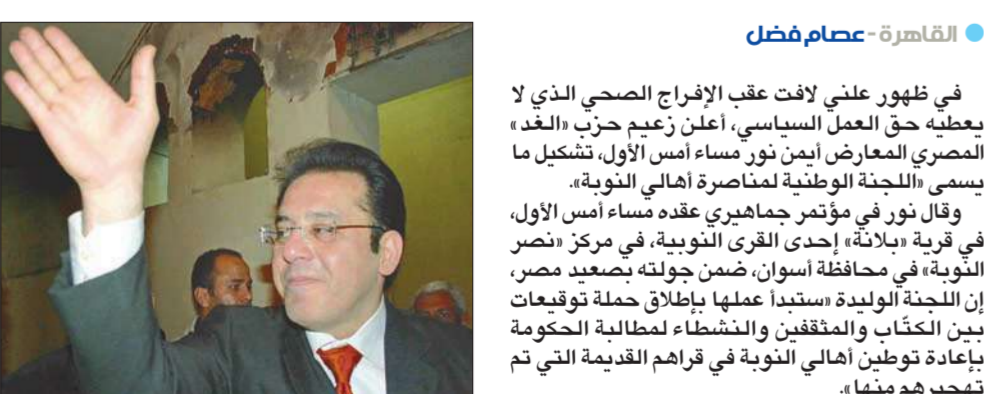 القاهرة - عصام فضل
في ظهور علني لافت عقب الإفراج الصحي الذي لا
يعطيه حق العمل السياسي، أعلن زعيم حزب «الغد»
المصري المعارض أيمن نور مساء أمس الأول، تشكيل ما
يسمى «اللجنة الوطنية لمناصرة أهالي النوبة».
وقال نور في مؤتمر جماهيري عقده مساء أمس الأول،
في قرية «بلانة» إحدى القرى النوبية، في مركز «نصر
النوبة» في محافظة أسوان، ضمن جولته بصعيد مصر،
إن اللجنة الوليدة «ستبدأ عملها بإطلاق حملة توقيعات
بين الكتّاب والمثقفين والنشطاء لمطالبة الحكومة
بإعادة توطين أهالي النوبة في قراهم القديمة التي تم
تهجيرهم منها».